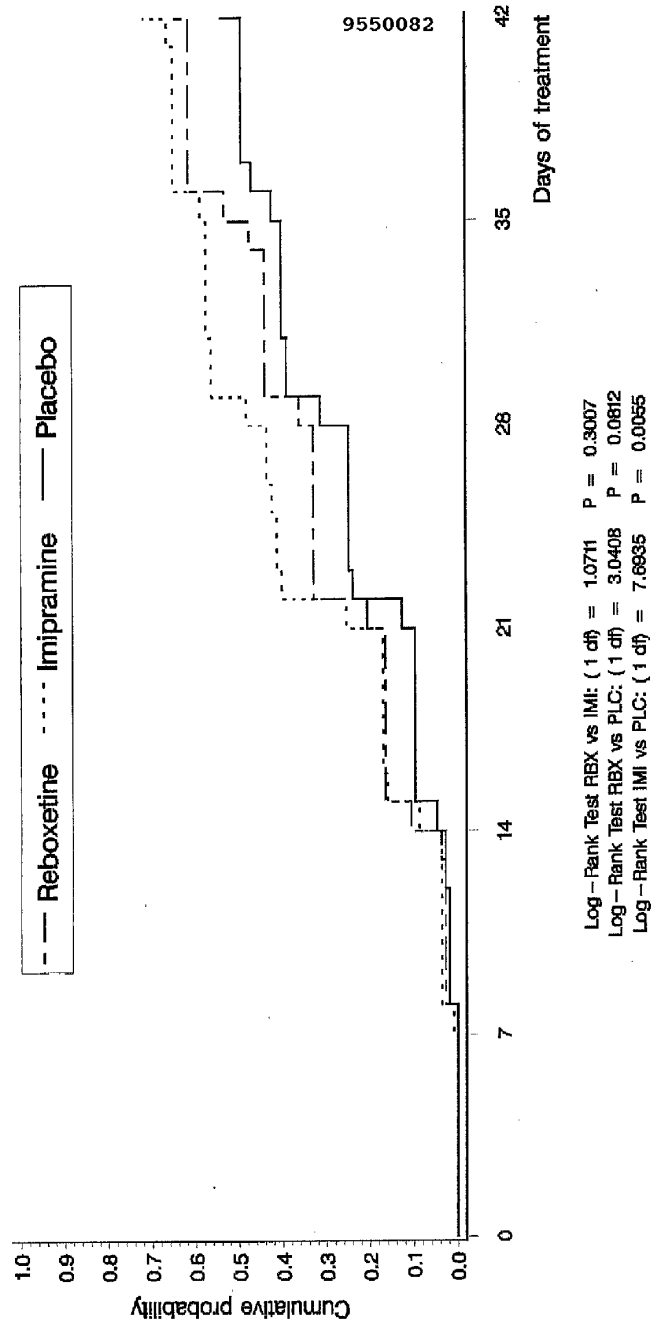 Reboxetine Imipramine Placebo
Cumulative probability
1.0
0.9
0.8
0.7
0.6
0.5
0.4
0.3
0.2
0.1
0.0
0 7 14 21 28 35 42
Days of treatment
9550082
Log-Rank Test RBX vs IMI: ( 1 df) = 1.0711 P = 0.3007
Log-Rank Test RBX vs PLC: ( 1 df) = 3.0408 P = 0.0812
Log-Rank Test IMI vs PLC: ( 1 df) = 7.6935 P = 0.0055